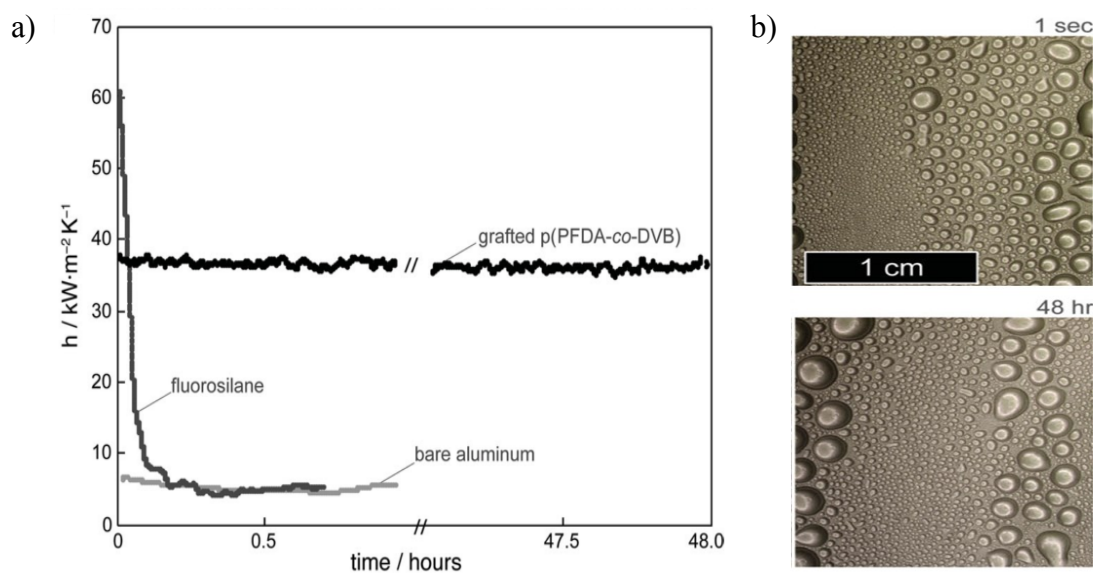 a)
70
60
50
40
30
20
10
0
h / kW·m⁻² K⁻¹
grafted p(PFDA-co-DVB)
//
fluorosilane
bare aluminum
0
0.5
//
47.5
48.0
time / hours
b)
1 sec
1 cm
48 hr